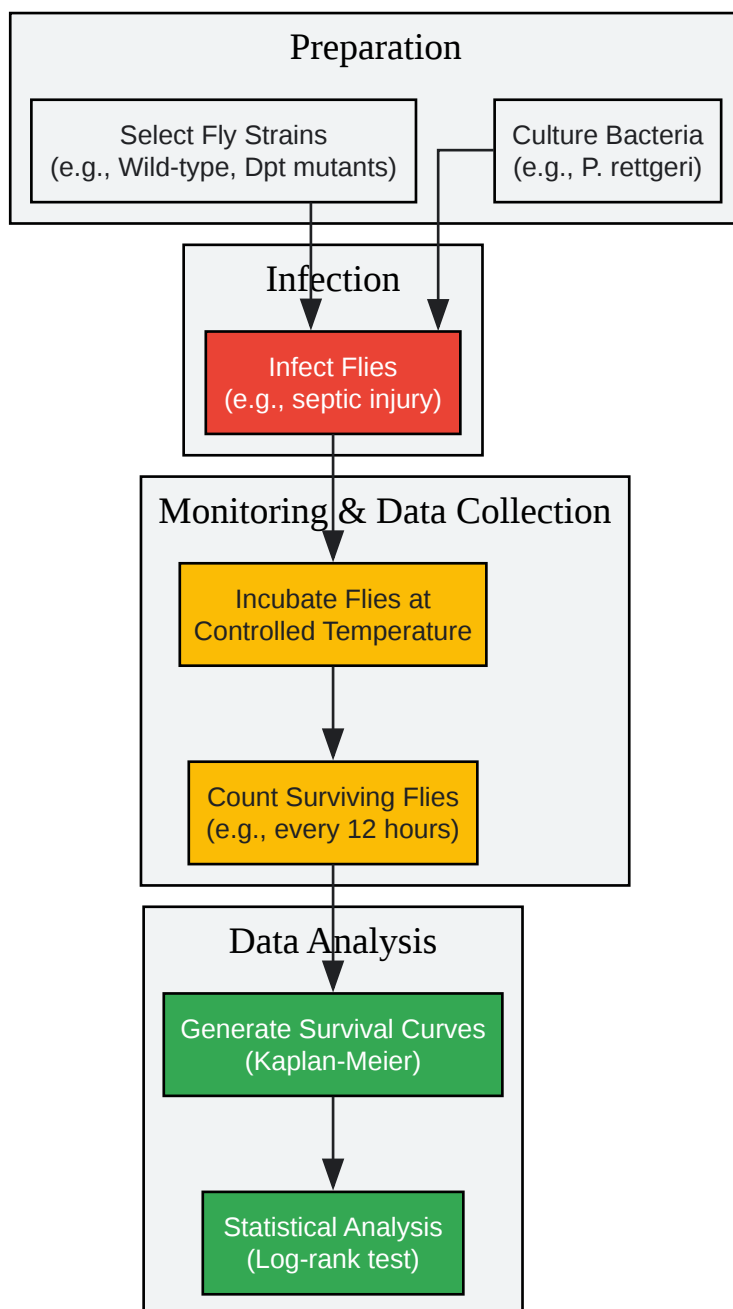 Preparation
Select Fly Strains
(e.g., Wild-type, Dpt mutants)
Culture Bacteria
(e.g., P. rettgeri)
Infection
Infect Flies
(e.g., septic injury)
Monitoring & Data Collection
Incubate Flies at
Controlled Temperature
Count Surviving Flies
(e.g., every 12 hours)
Data Analysis
Generate Survival Curves
(Kaplan-Meier)
Statistical Analysis
(Log-rank test)